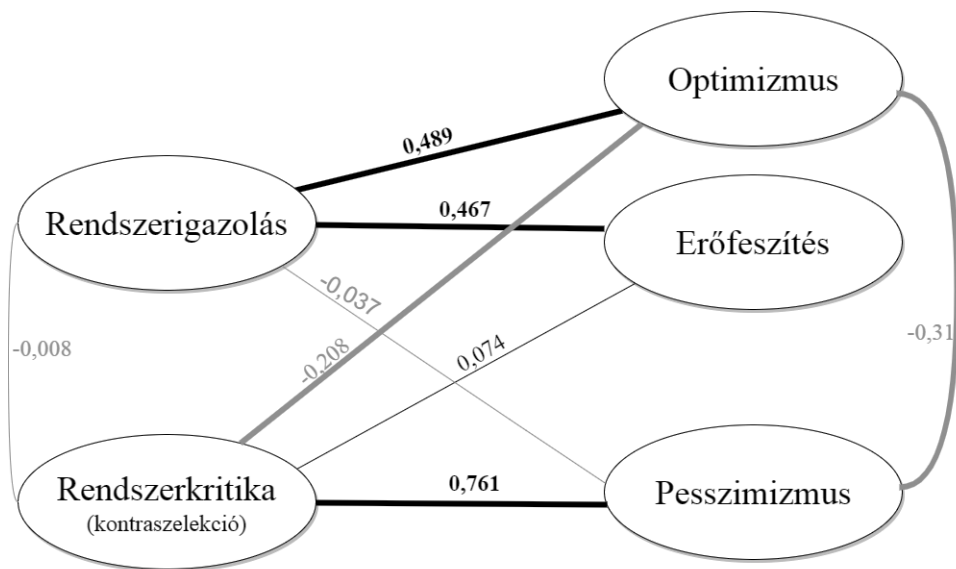 Optimizmus
0,489
Rendszerigazolás
0,467
Erőfeszítés
-0,037
-0,008
-0,208
0,074
-0,31
Rendszerkritika
(kontraszelekció)
0,761
Pesszimizmus